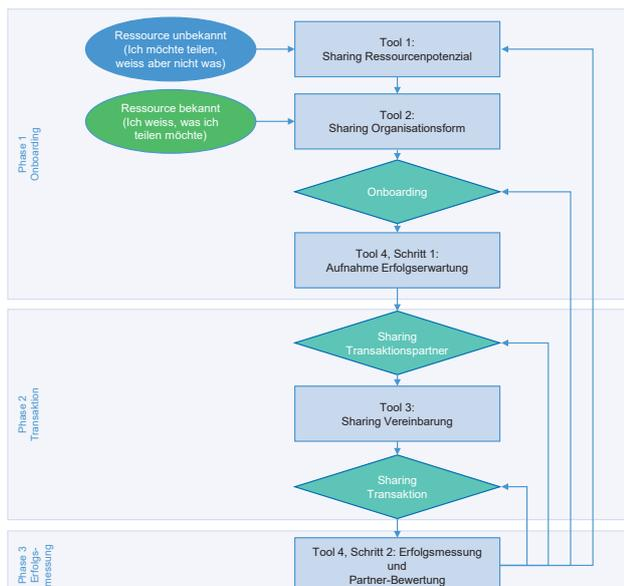 Phase 1
Onboarding
Ressource unbekannt
(Ich möchte teilen,
weiss aber nicht was)
Tool 1:
Sharing Ressourcenpotenzial
Ressource bekannt
(Ich weiss, was ich
teilen möchte)
Tool 2:
Sharing Organisationsform
Onboarding
Tool 4, Schritt 1:
Aufnahme Erfolgserwartung
Phase 2
Transaktion
Sharing
Transaktionspartner
Tool 3:
Sharing Vereinbarung
Sharing
Transaktion
Phase 3
Erfolgs-
messung
Tool 4, Schritt 2: Erfolgsmessung
und
Partner-Bewertung